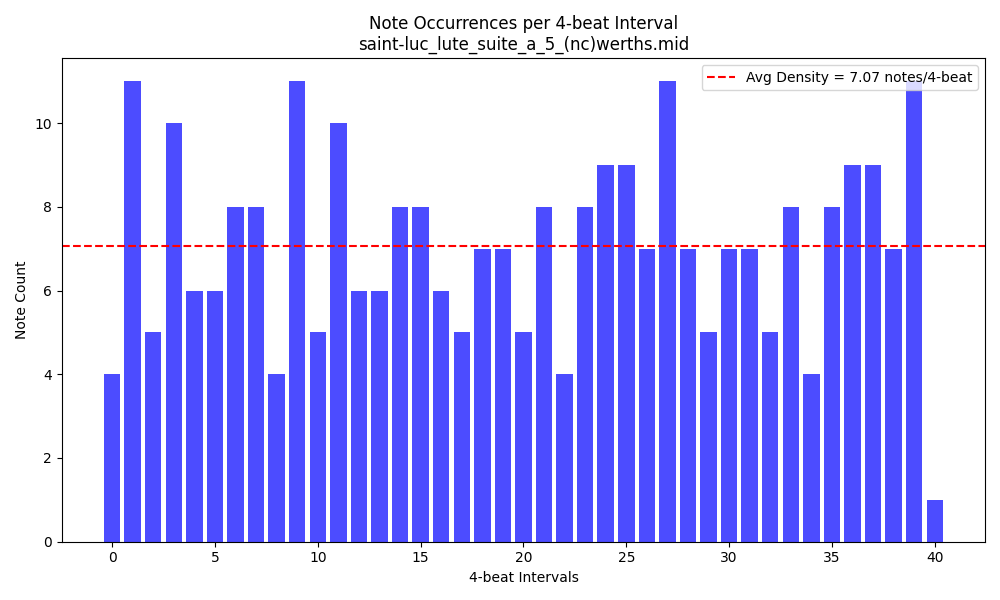 Note Occurrences per 4-beat Interval
saint-luc_lute_suite_a_5_(nc)werths.mid
Avg Density = 7.07 notes/4-beat
Note Count
10
8
6
4
2
0
0 5 10 15 20 25 30 35 40
4-beat Intervals